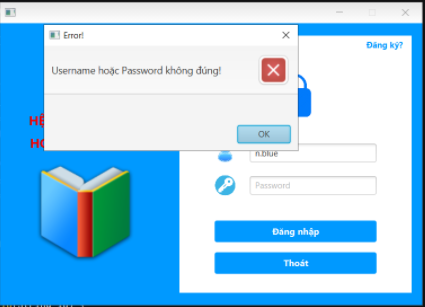 Error!
Đăng ký?
Username hoặc Password không đúng!
OK
n.blue
Password
Đăng nhập
Thoát